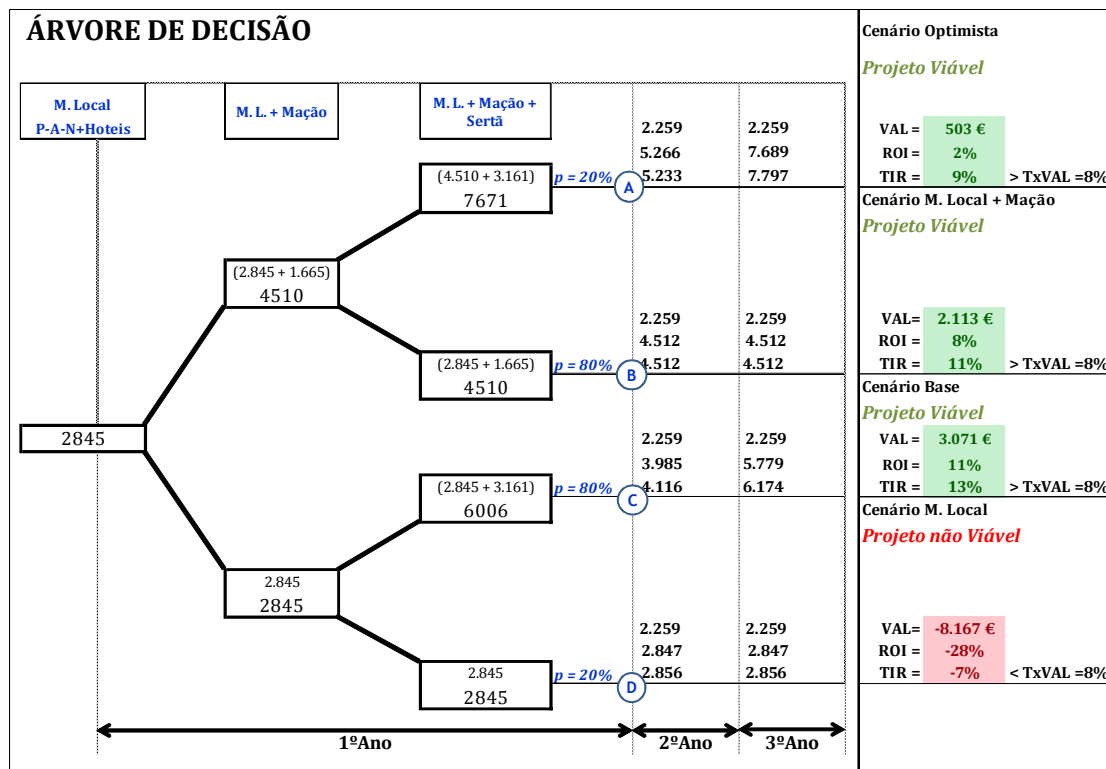 ÁRVORE DE DECISÃO
M. Local
P-A-N+Hoteis
M. L. + Mação
M. L. + Mação +
Sertã
2845
(2.845 + 1.665)
4510
2.845
2845
(4.510 + 3.161)
7671
p = 20%
A
2.259 2.259
5.266 7.689
5.233 7.797
(2.845 + 1.665)
4510
p = 80%
B
2.259 2.259
4.512 4.512
4.512 4.512
(2.845 + 3.161)
6006
p = 80%
C
2.259 2.259
3.985 5.779
4.116 6.174
2.845
2845
p = 20%
D
2.259 2.259
2.847 2.847
2.856 2.856
1ºAno
2ºAno
3ºAno
Cenário Optimista
Projeto Viável
VAL = 503 €
ROI = 2%
TIR = 9% > TxVAL =8%
Cenário M. Local + Mação
Projeto Viável
VAL= 2.113 €
ROI = 8%
TIR = 11% > TxVAL =8%
Cenário Base
Projeto Viável
VAL = 3.071 €
ROI = 11%
TIR = 13% > TxVAL =8%
Cenário M. Local
Projeto não Viável
VAL= -8.167 €
ROI = -28%
TIR = -7% < TxVAL=8%